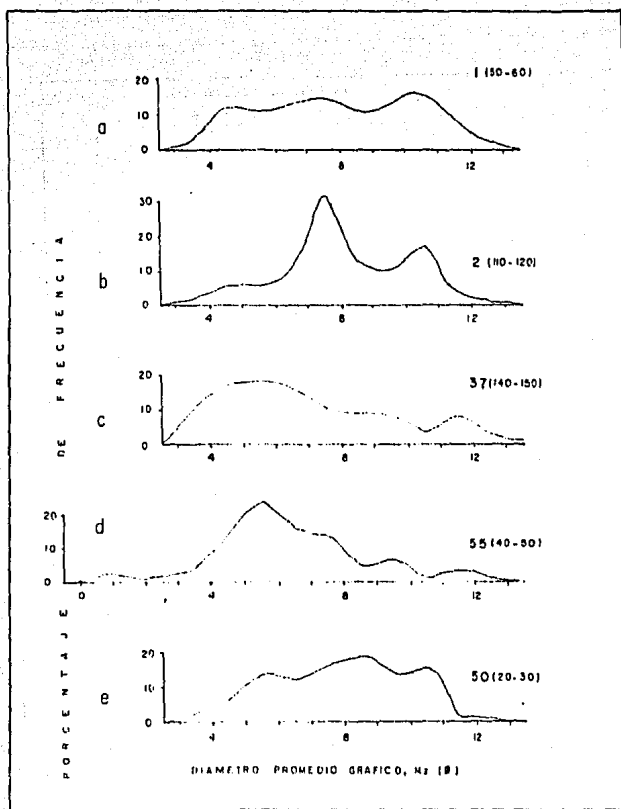 1 (50-60)
20
10
0
a
4 8 12
30
20
10
0
b
2 (110-120)
4 8 12
20
10
0
c
37(140-150)
4 8 12
20
10
0
d
55(40-50)
0 4 8 12
20
10
0
e
50(20-30)
4 8 12
PORCENTAJE DE FRECUENCIA
DIAMETRO PROMEDIO GRAFICO, Mz (Ø)